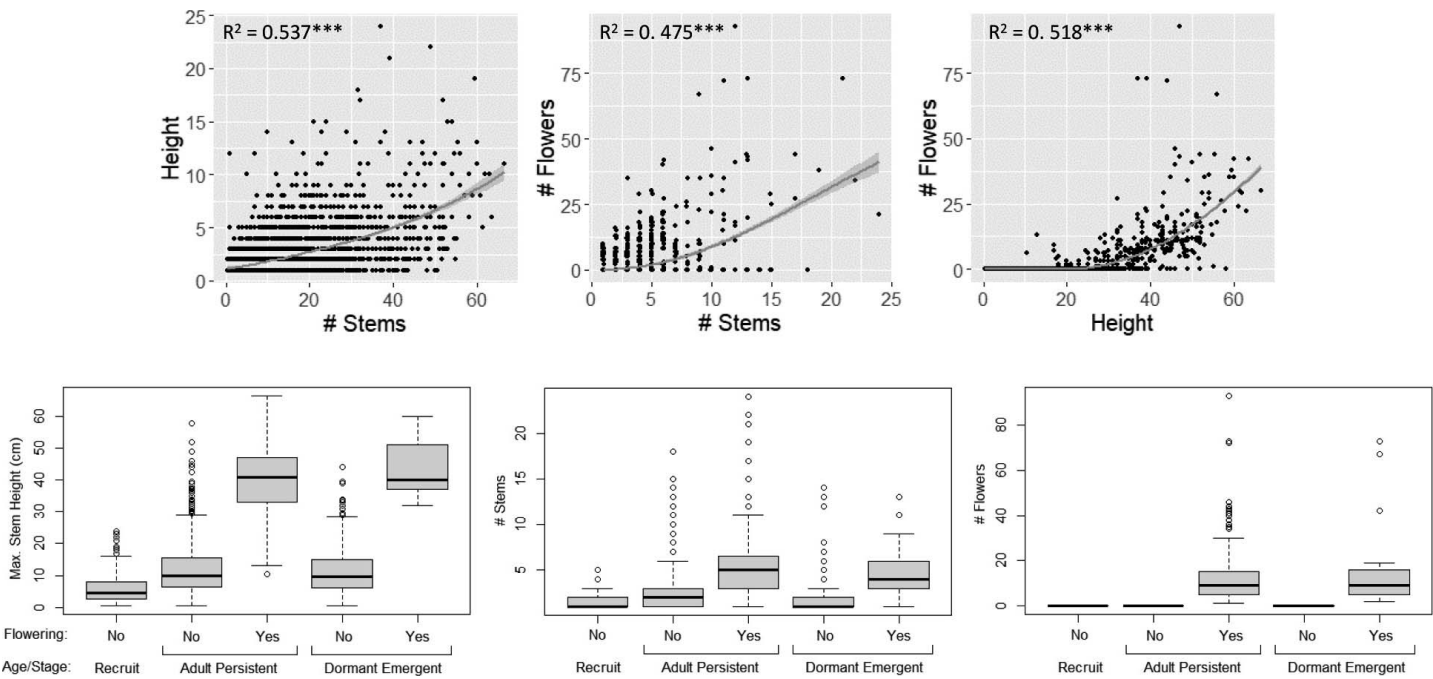 R² = 0.537***
Height
25
20
15
10
5
0
0 20 40 60
# Stems
R² = 0. 475***
# Flowers
75
50
25
0
0 5 10 15 20 25
# Stems
R² = 0. 518***
# Flowers
75
50
25
0
0 20 40 60
Height
Max. Stem Height (cm)
60
50
40
30
20
10
0
# Stems
20
15
10
5
# Flowers
80
60
40
20
0
Flowering: No No Yes No Yes
Age/Stage: Recruit Adult Persistent Dormant Emergent
No No Yes No Yes
Recruit Adult Persistent Dormant Emergent
No No Yes No Yes
Recruit Adult Persistent Dormant Emergent